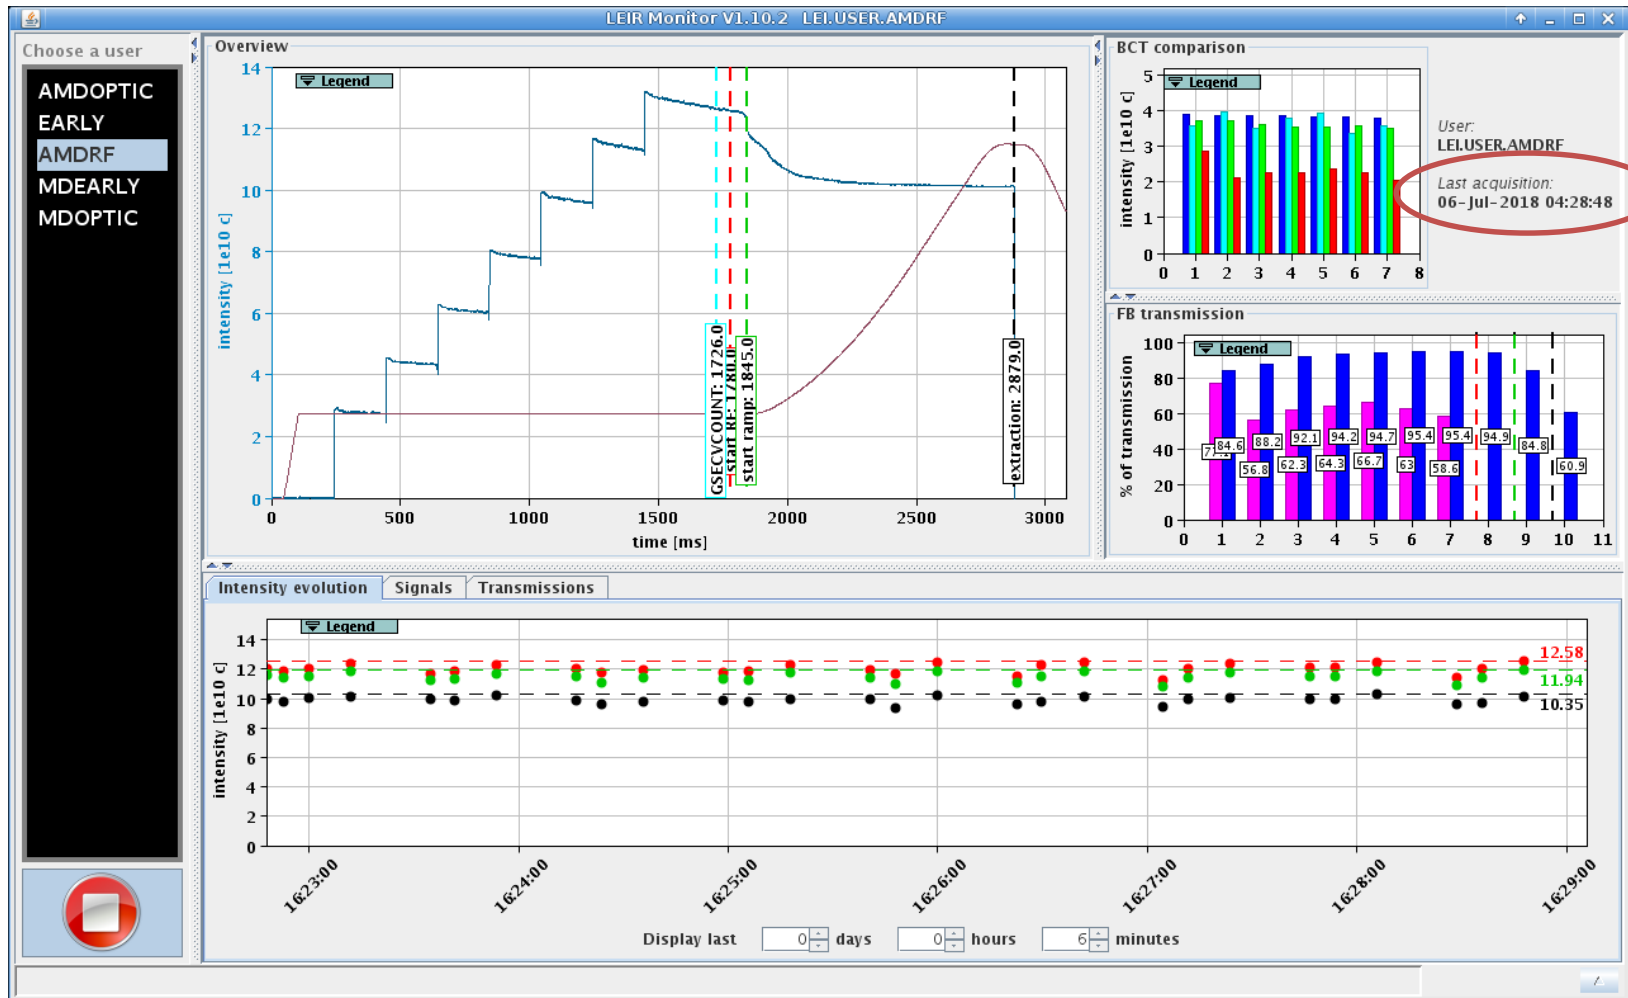 LEIR Monitor V1.10.2   LEI.USER.AMDRF
Choose a user
AMDOPTIC
EARLY
AMDRF
MDEARLY
MDOPTIC
Overview
Legend
14
12
10
8
6
4
2
0
intensity [1e10 c]
0 500 1000 1500 2000 2500 3000
time [ms]
GSECVCOUNT: 1726.0
start RF: 1780.0
start ramp: 1845.0
extraction: 2879.0
BCT comparison
Legend
5
4
3
2
1
0
intensity [1e10 c]
0 1 2 3 4 5 6 7 8
User:
LEI.USER.AMDRF
Last acquisition:
06-Jul-2018 04:28:48
FB transmission
Legend
100
80
60
40
20
0
% of transmission
84.6 88.2 92.1 94.2 94.7 95.4 95.4 94.9 84.8 60.9
56.8 62.3 64.3 66.7 63 58.6
0 1 2 3 4 5 6 7 8 9 10 11
Intensity evolution Signals Transmissions
Legend
14
12
10
8
6
4
2
0
intensity [1e10 c]
12.58
11.94
10.35
16:23:00 16:24:00 16:25:00 16:26:00 16:27:00 16:28:00 16:29:00
Display last 0 days 0 hours 6 minutes